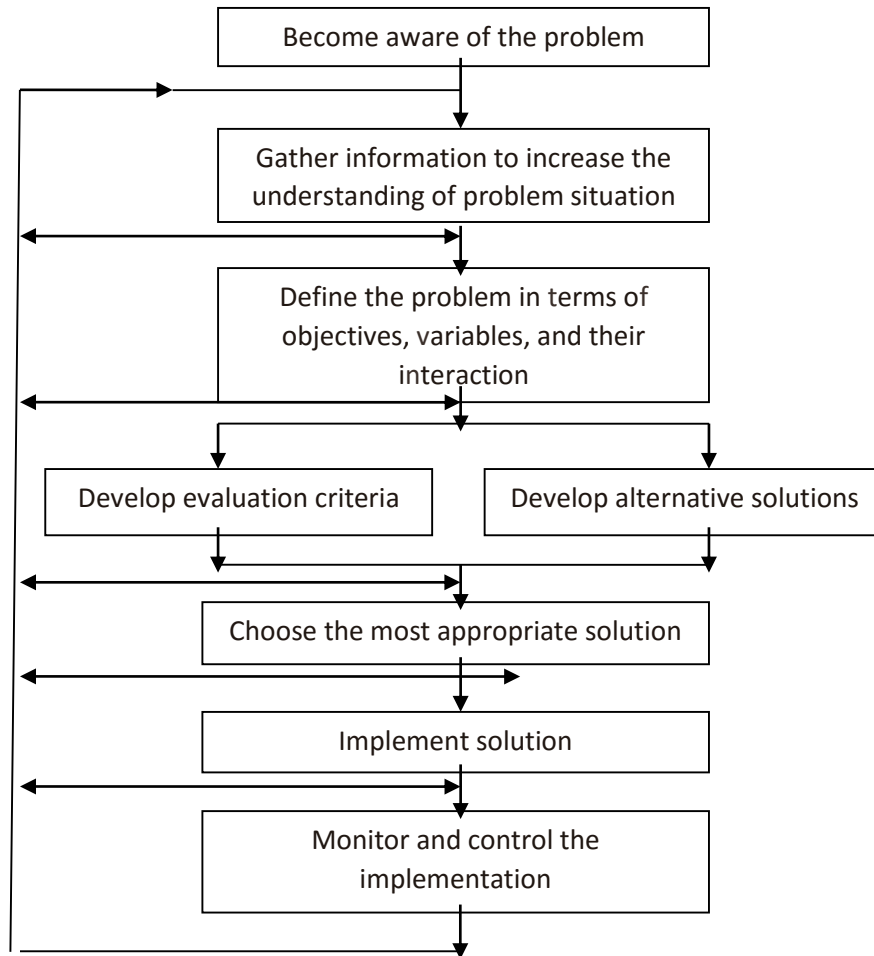 Become aware of the problem
Gather information to increase the
understanding of problem situation
Define the problem in terms of
objectives, variables, and their
interaction
Develop evaluation criteria
Develop alternative solutions
Choose the most appropriate solution
Implement solution
Monitor and control the
implementation